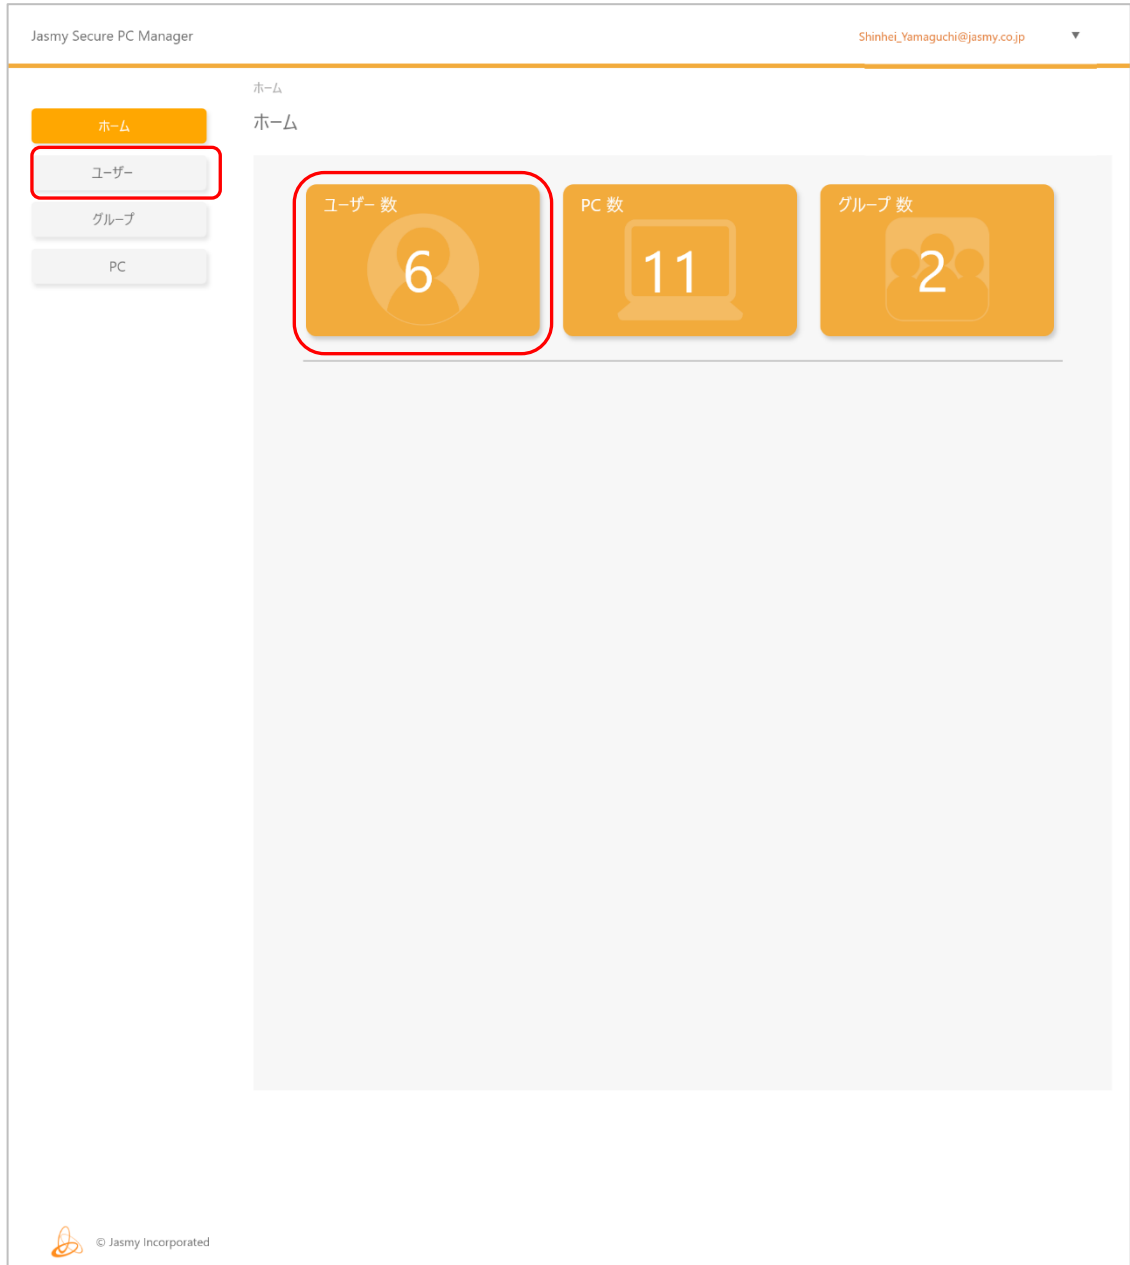 Jasmy Secure PC Manager
Shinhei_Yamaguchi@jasmy.co.jp ▼
ホーム
ホーム
ホーム
ユーザー
グループ
PC
ユーザー 数
6
PC 数
11
グループ 数
2
© Jasmy Incorporated